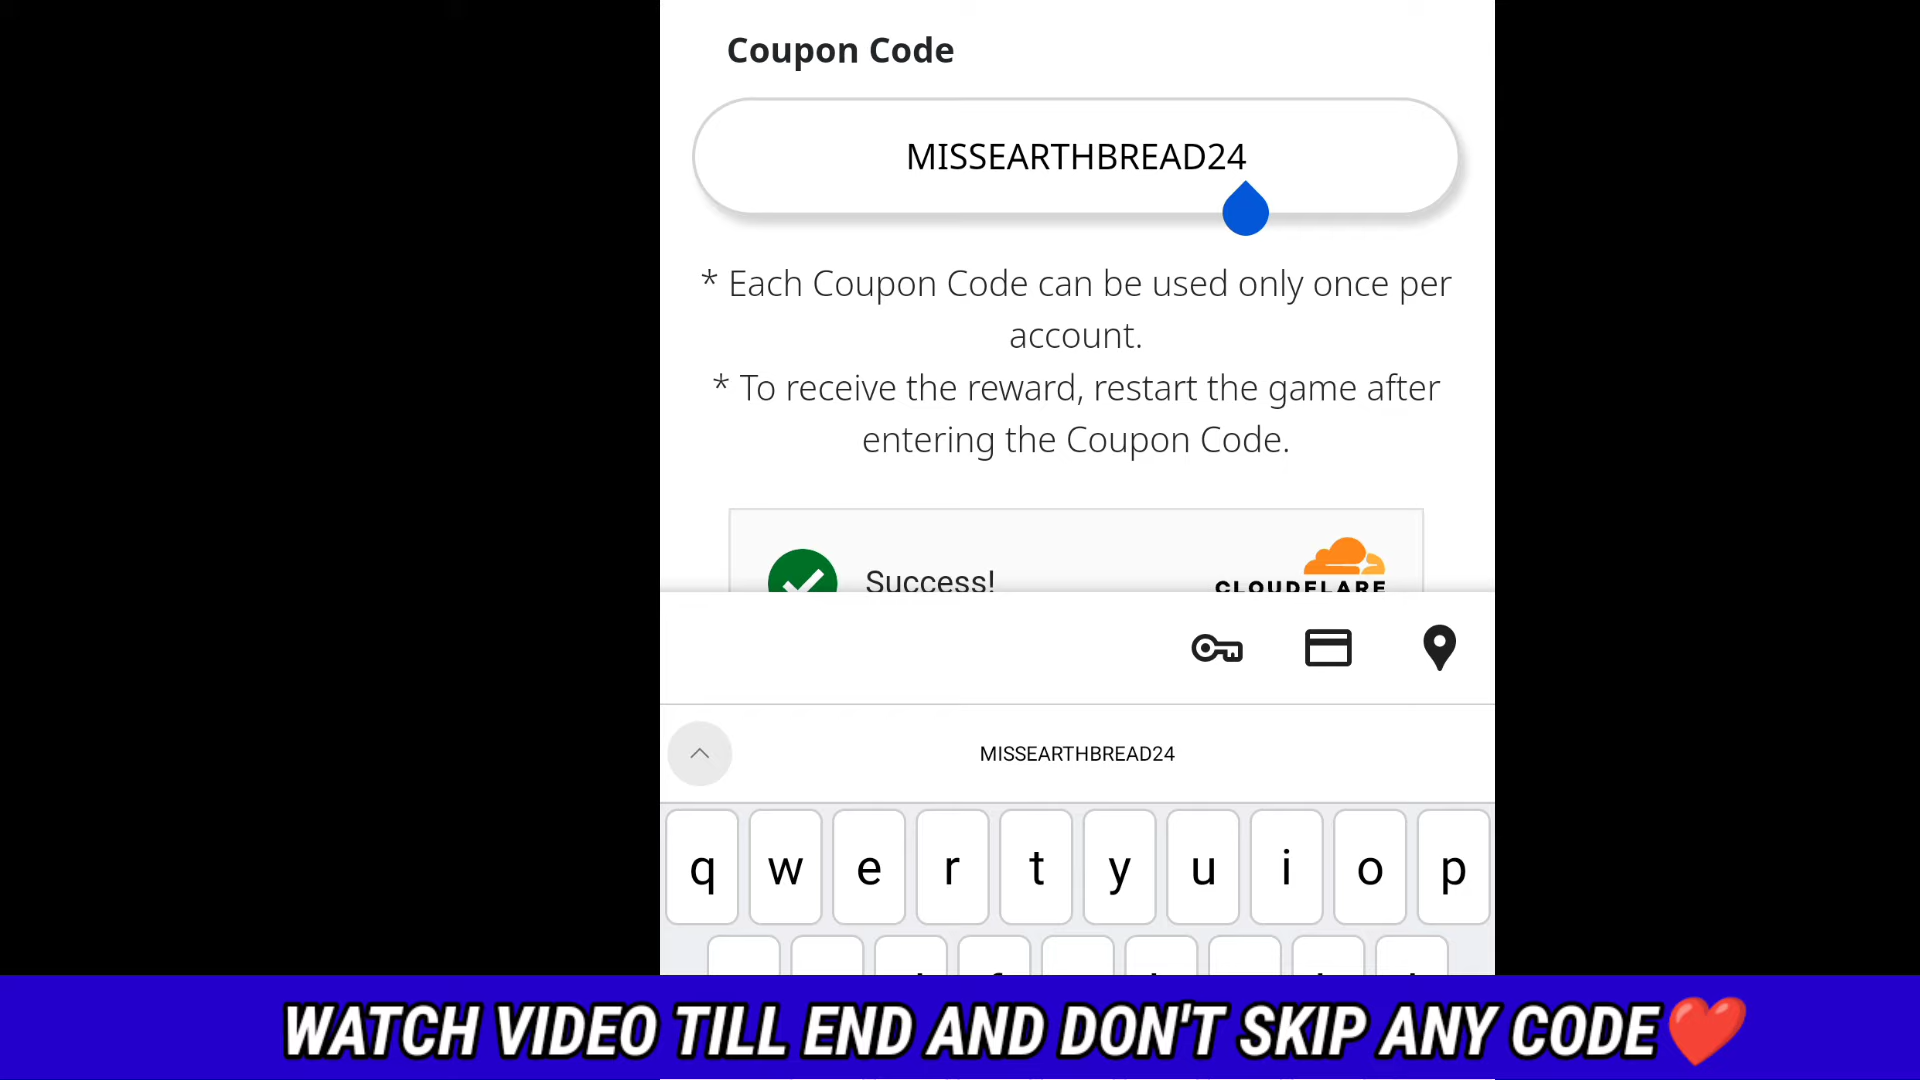 Coupon Code
MISSEARTHBREAD24
* Each Coupon Code can be used only once per
account.
* To receive the reward, restart the game after
entering the Coupon Code.
Success!
CLOUDFLARE
MISSEARTHBREAD24
q w e r t y u i o p
WATCH VIDEO TILL END AND DON'T SKIP ANY CODE❤️